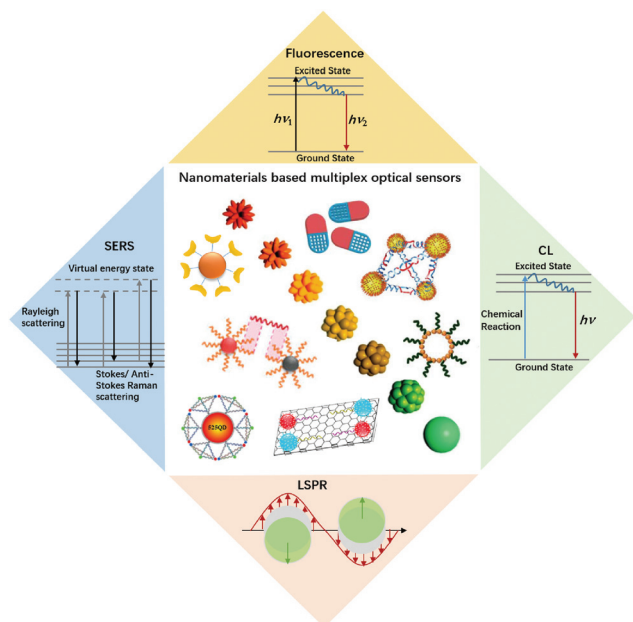 Fluorescence
Excited State
hν₁
hν₂
Ground State
Nanomaterials based multiplex optical sensors
SERS
Virtual energy state
Rayleigh
scattering
Stokes/ Anti-
Stokes Raman
scattering
CL
Excited State
Chemical
Reaction
hν
Ground State
525QD
LSPR